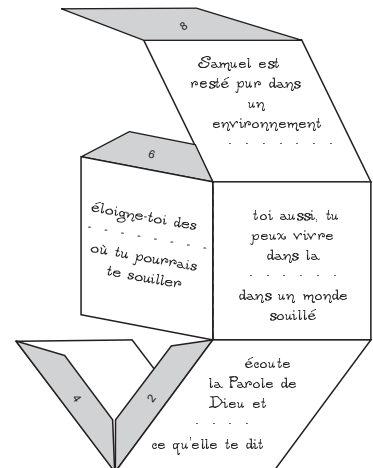 8
Samuel est
resté pur dans
un
environnement
. . . . . . .
6
éloigne-toi des
. . . . . . . . .
où tu pourrais
te souiller
toi aussi, tu
peux vivre
dans la
. . . . . .
dans un monde
souillé
4
2
écoute
la Parole de
Dieu et
. . . .
ce qu'elle te dit